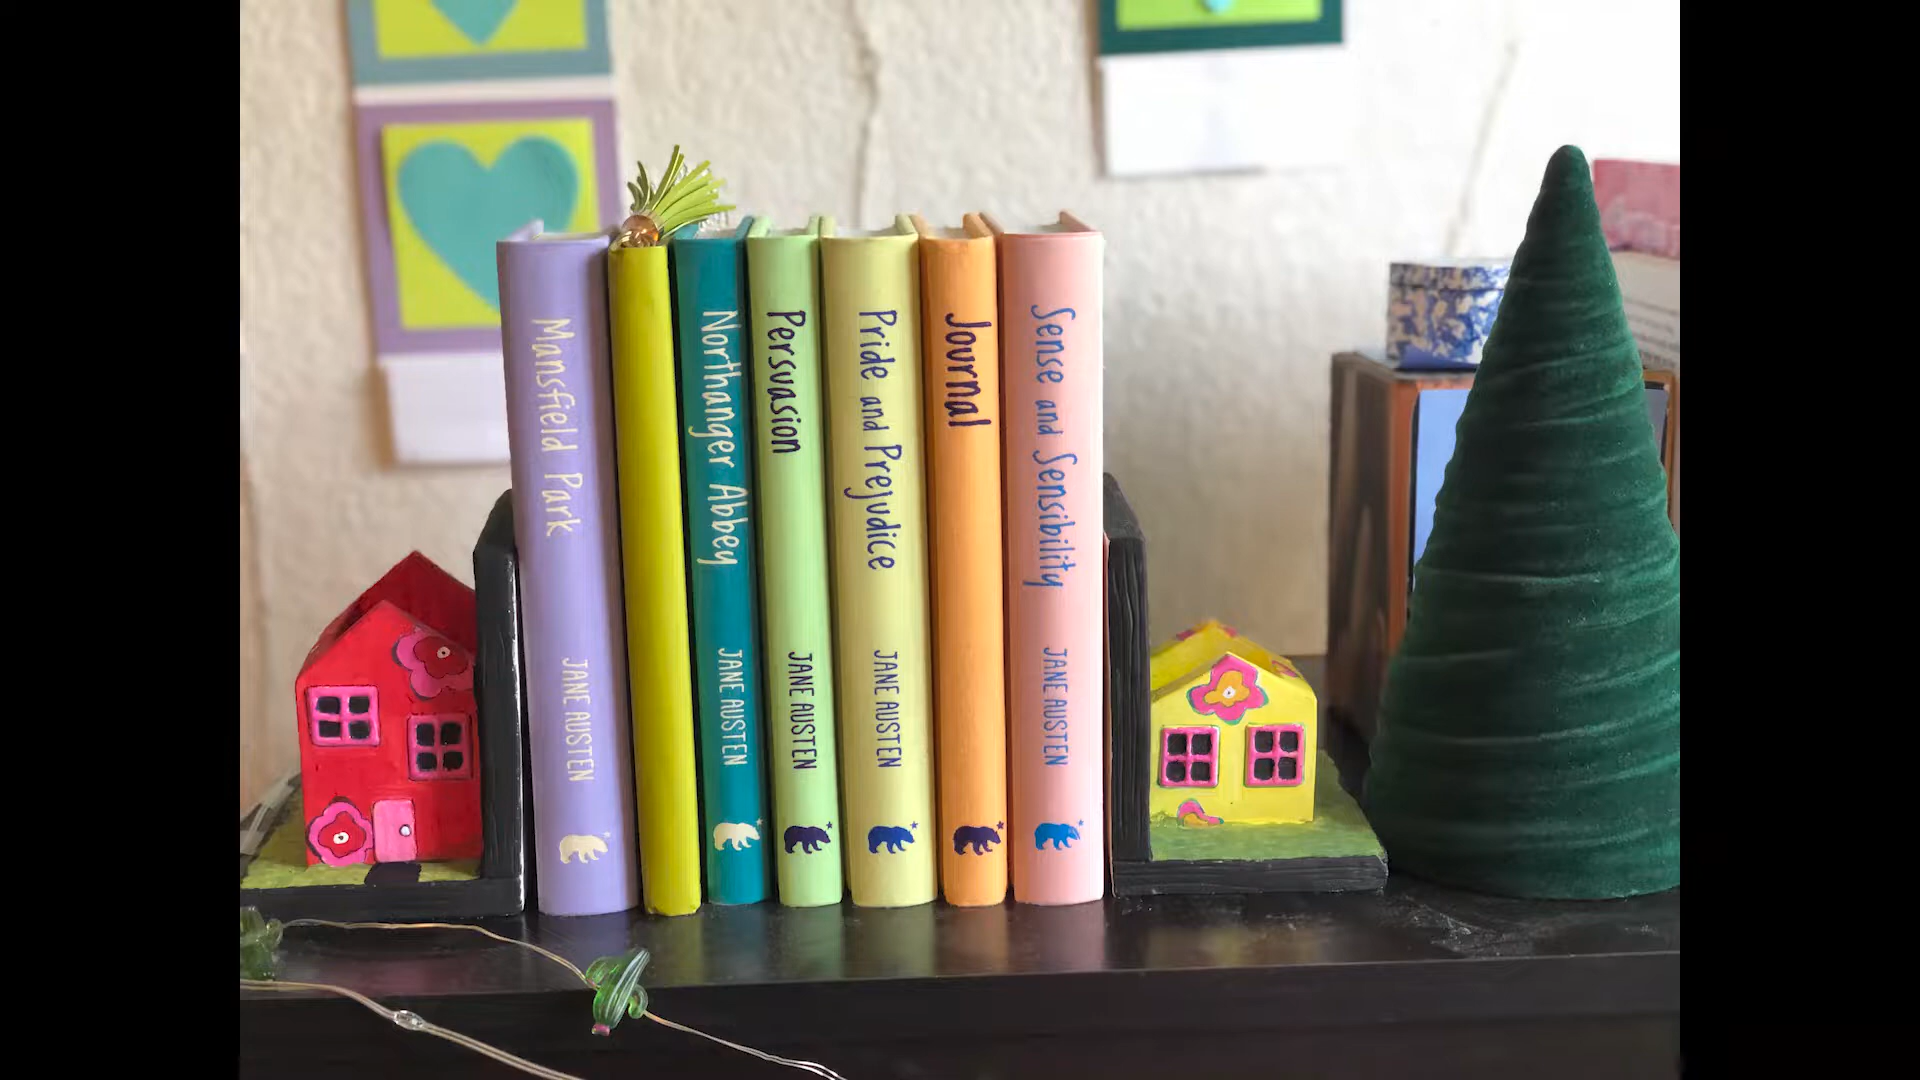 Mansfield Park
JANE AUSTEN
Northanger Abbey
JANE AUSTEN
Persuasion
JANE AUSTEN
Pride and Prejudice
JANE AUSTEN
Journal
Sense and Sensibility
JANE AUSTEN